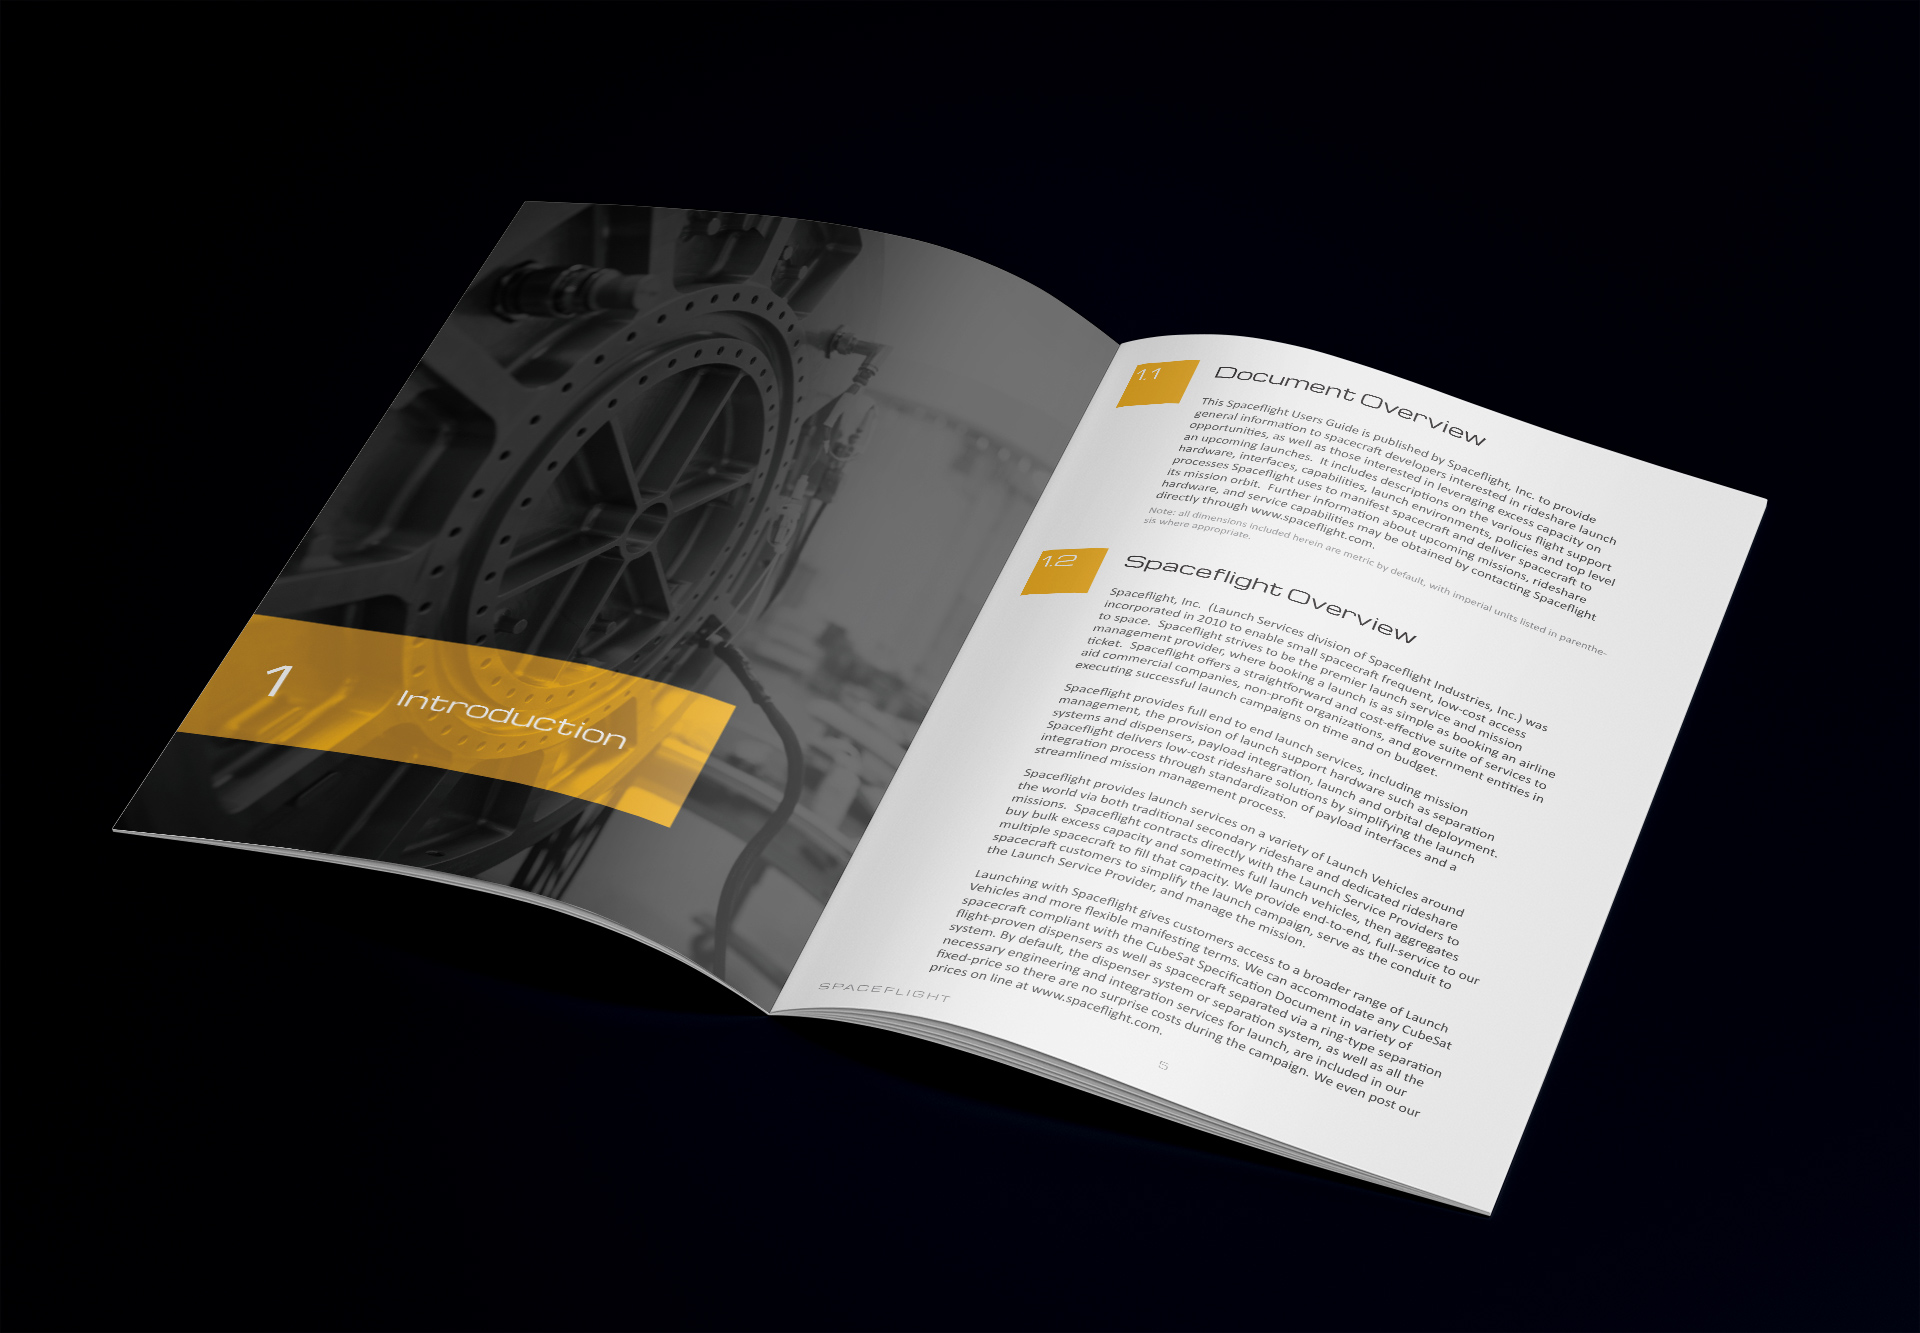 1
Introduction
1.1
Document Overview
This Spaceflight Users Guide is published by Spaceflight, Inc. to provide
general information to spacecraft developers interested in rideshare launch
opportunities, as well as those interested in leveraging excess capacity on
an upcoming launches. It includes descriptions on the various flight support
hardware, interfaces, capabilities, launch environments, policies and top level
processes Spaceflight uses to manifest spacecraft and deliver spacecraft to
its mission orbit. Further information about upcoming missions, rideshare
hardware, and service capabilities may be obtained by contacting Spaceflight
directly through www.spaceflight.com.
Note: all dimensions included herein are metric by default, with imperial units listed in parenthe-
sis where appropriate.
1.2
Spaceflight Overview
Spaceflight, Inc. (Launch Services division of Spaceflight Industries, Inc.) was
incorporated in 2010 to enable small spacecraft frequent, low-cost access
to space. Spaceflight strives to be the premier launch service and mission
management provider, where booking a launch is as simple as booking an airline
ticket. Spaceflight offers a straightforward and cost-effective suite of services to
aid commercial companies, non-profit organizations, and government entities in
executing successful launch campaigns on time and on budget.
Spaceflight provides full end to end launch services, including mission
management, the provision of launch support hardware such as separation
systems and dispensers, payload integration, launch and orbital deployment.
Spaceflight delivers low-cost rideshare solutions by simplifying the launch
integration process through standardization of payload interfaces and a
streamlined mission management process.
Spaceflight provides launch services on a variety of Launch Vehicles around
the world via both traditional secondary rideshare and dedicated rideshare
missions. Spaceflight contracts directly with the Launch Service Providers to
buy bulk excess capacity and sometimes full launch vehicles, then aggregates
multiple spacecraft to fill that capacity. We provide end-to-end, full-service to our
spacecraft customers to simplify the launch campaign, serve as the conduit to
the Launch Service Provider, and manage the mission.
Launching with Spaceflight gives customers access to a broader range of Launch
Vehicles and more flexible manifesting terms. We can accommodate any CubeSat
spacecraft compliant with the CubeSat Specification Document in variety of
flight-proven dispensers as well as spacecraft separated via a ring-type separation
system. By default, the dispenser system or separation system, as well as all the
necessary engineering and integration services for launch, are included in our
fixed-price so there are no surprise costs during the campaign. We even post our
prices on line at www.spaceflight.com.
SPACEFLIGHT
5